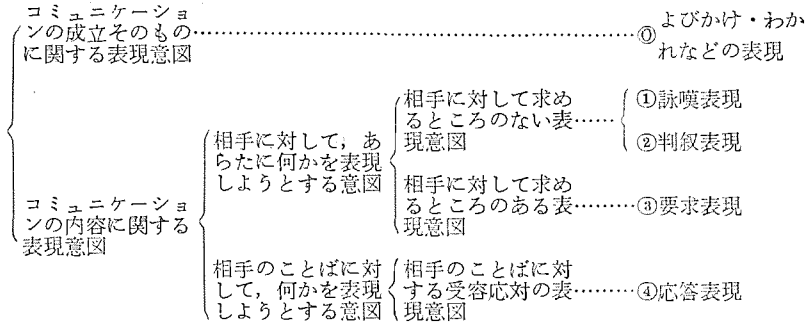 コミュニケーショ
ンの成立そのもの
に関する表現意図
⓪よびかけ・わか
れなどの表現
コミュニケーショ
ンの内容に関する
表現意図
相手に対して，あ
らたに何かを表現
しようとする意図
相手に対して求め
るところのない表
現意図
①詠嘆表現
②判叙表現
相手に対して求め
るところのある表
現意図
③要求表現
相手のことばに対
して，何かを表現
しようとする意図
相手のことばに対
する受容応対の表
現意図
④応答表現